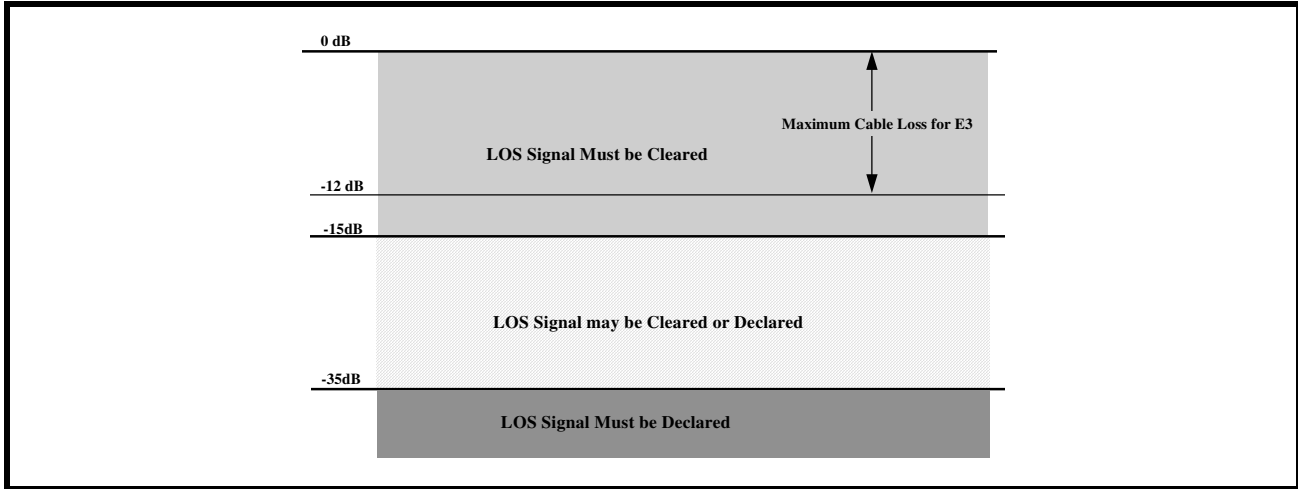 0 dB
Maximum Cable Loss for E3
LOS Signal Must be Cleared
-12 dB
-15dB
LOS Signal may be Cleared or Declared
-35dB
LOS Signal Must be Declared